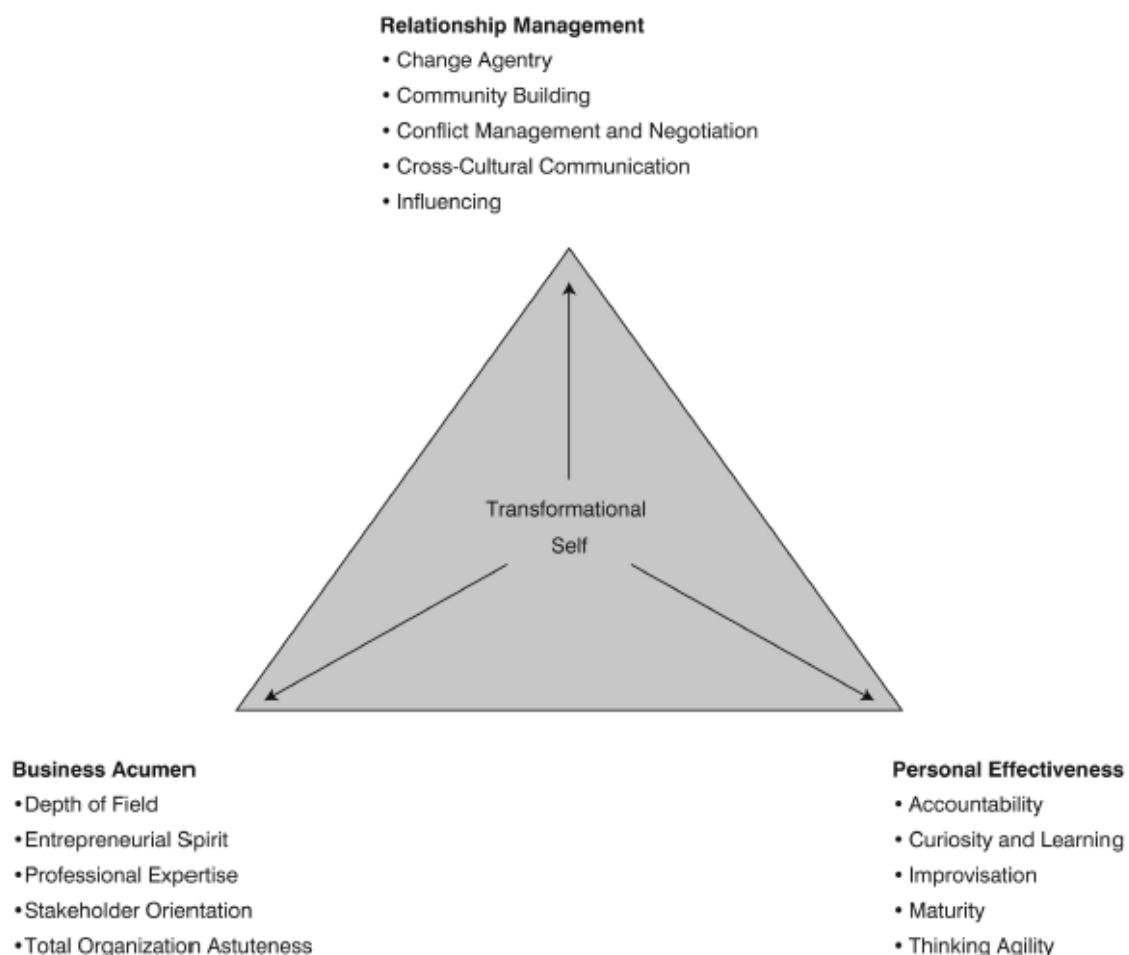 Relationship Management
• Change Agentry
• Community Building
• Conflict Management and Negotiation
• Cross-Cultural Communication
• Influencing
Transformational
Self
Business Acumen
•Depth of Field
•Entrepreneurial Spirit
•Professional Expertise
•Stakeholder Orientation
•Total Organization Astuteness
Personal Effectiveness
• Accountability
• Curiosity and Learning
• Improvisation
• Maturity
• Thinking Agility